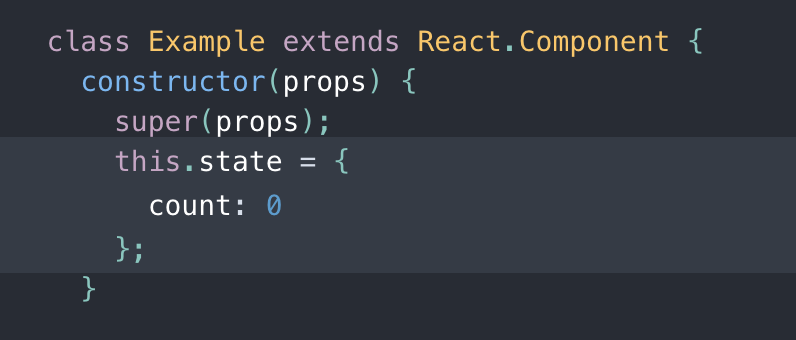 class Example extends React.Component {
  constructor(props) {
    super(props);
    this.state = {
      count: 0
    };
  }